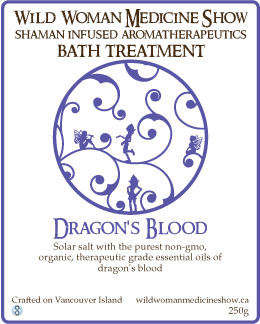 Wild Woman Medicine Show
Shaman Infused Aromatherapeutics
Bath Treatment
Dragon's Blood
Solar salt with the purest non-gmo,
organic, therapeutic grade essential oils of
dragon's blood
Crafted on Vancouver Island wildwomanmedicineshow.ca
250g